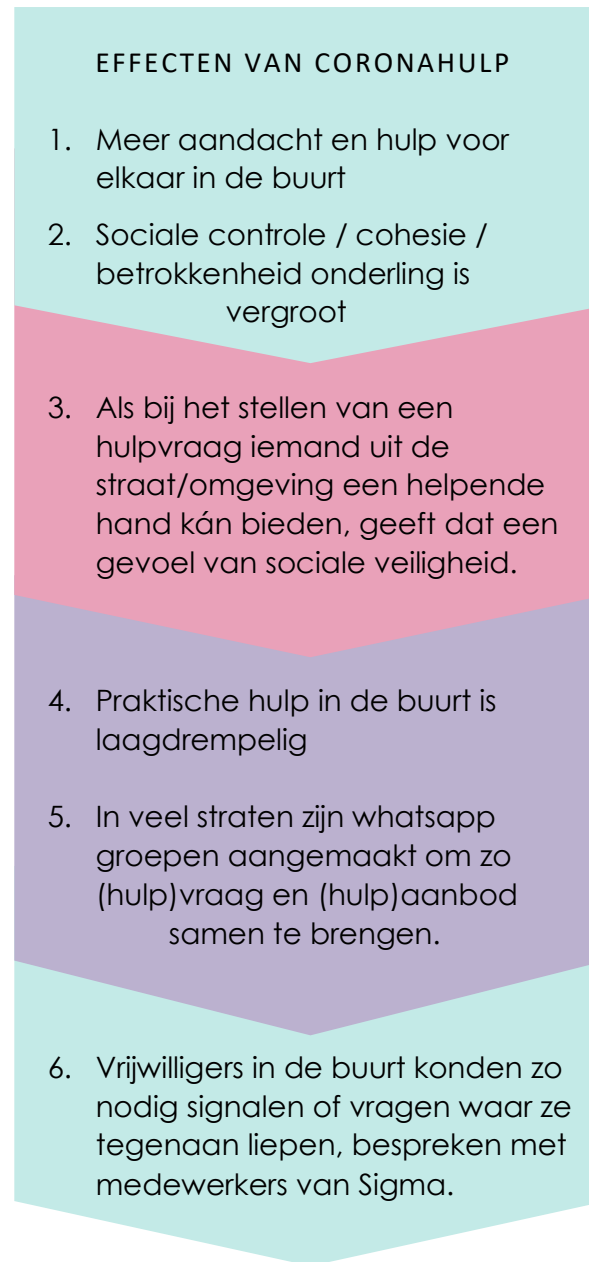 EFFECTEN VAN CORONAHULP
1. Meer aandacht en hulp voor
elkaar in de buurt
2. Sociale controle / cohesie /
betrokkenheid onderling is
vergroot
3. Als bij het stellen van een
hulpvraag iemand uit de
straat/omgeving een helpende
hand kán bieden, geeft dat een
gevoel van sociale veiligheid.
4. Praktische hulp in de buurt is
laagdrempelig
5. In veel straten zijn whatsapp
groepen aangemaakt om zo
(hulp)vraag en (hulp)aanbod
samen te brengen.
6. Vrijwilligers in de buurt konden zo
nodig signalen of vragen waar ze
tegenaan liepen, bespreken met
medewerkers van Sigma.